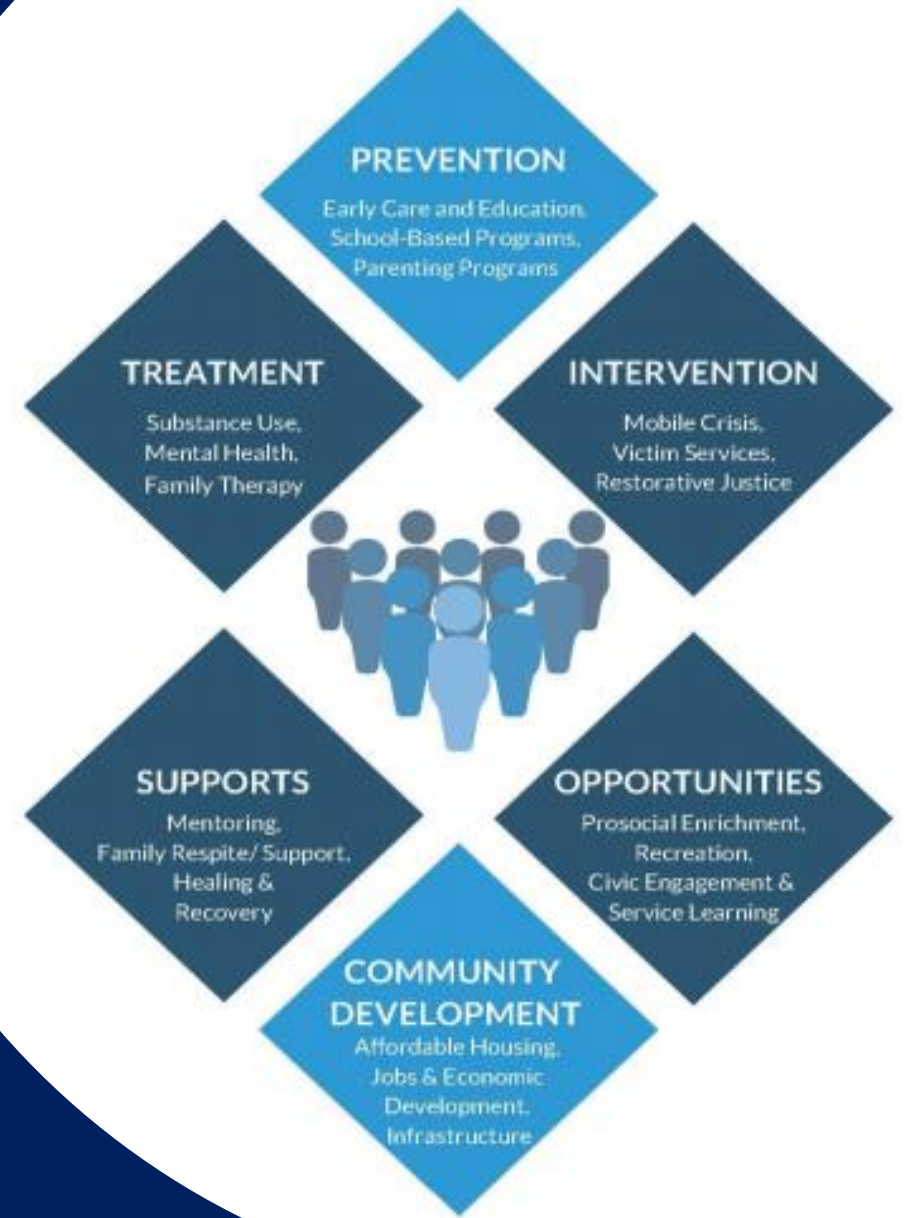 PREVENTION
Early Care and Education,
School-Based Programs,
Parenting Programs
TREATMENT
Substance Use,
Mental Health,
Family Therapy
INTERVENTION
Mobile Crisis,
Victim Services,
Restorative Justice
SUPPORTS
Mentoring,
Family Respite/ Support,
Healing &
Recovery
OPPORTUNITIES
Prosocial Enrichment,
Recreation,
Civic Engagement &
Service Learning
COMMUNITY
DEVELOPMENT
Affordable Housing,
Jobs & Economic
Development,
Infrastructure